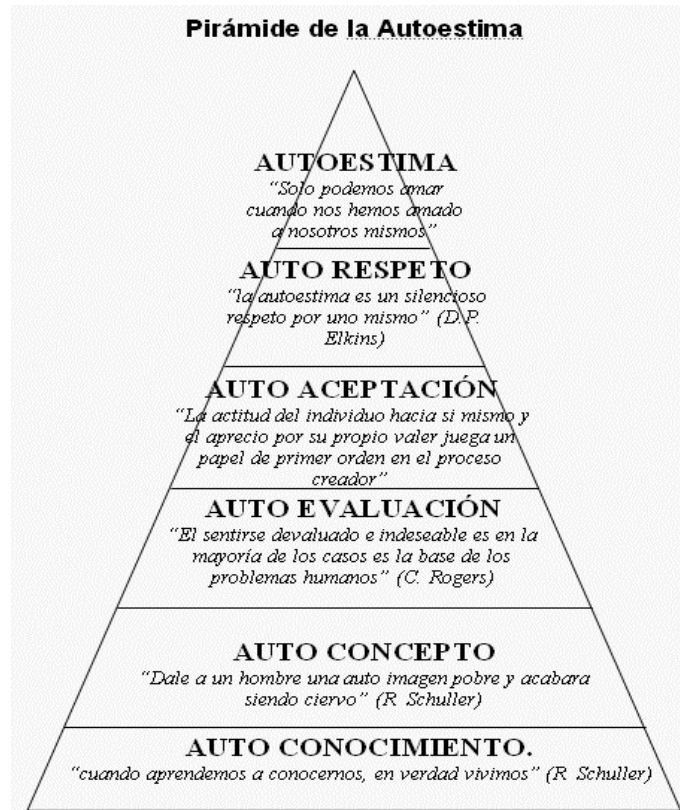 Pirámide de la Autoestima
AUTOESTIMA
“Solo podemos amar
cuando nos hemos amado
a nosotros mismos”
AUTO RESPETO
“la autoestima es un silencioso
respeto por uno mismo” (D.P.
Elkins)
AUTO ACEPTACIÓN
“La actitud del individuo hacia si mismo y
el aprecio por su propio valer juega un
papel de primer orden en el proceso
creador”
AUTO EVALUACIÓN
“El sentirse devaluado e indeseable es en la
mayoría de los casos es la base de los
problemas humanos” (C. Rogers)
AUTO CONCEPTO
“Dale a un hombre una auto imagen pobre y acabara
siendo ciervo” (R. Schuller)
AUTO CONOCIMIENTO.
“cuando aprendemos a conocernos, en verdad vivimos” (R. Schuller)